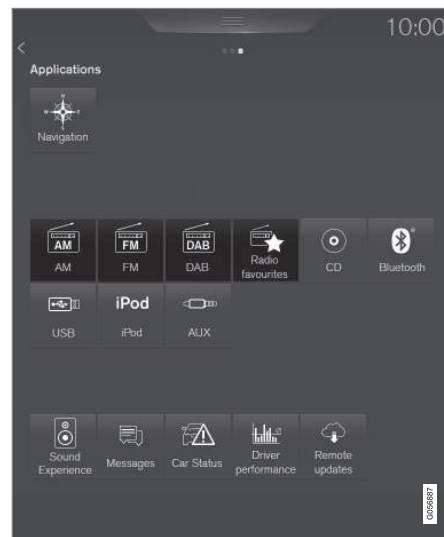 10:00
Applications
Navigation
AM FM DAB
AM FM DAB Radio favourites CD Bluetooth
iPod
USB iPod AUX
Sound Experience Messages Car Status Driver performance Remote updates
G056887